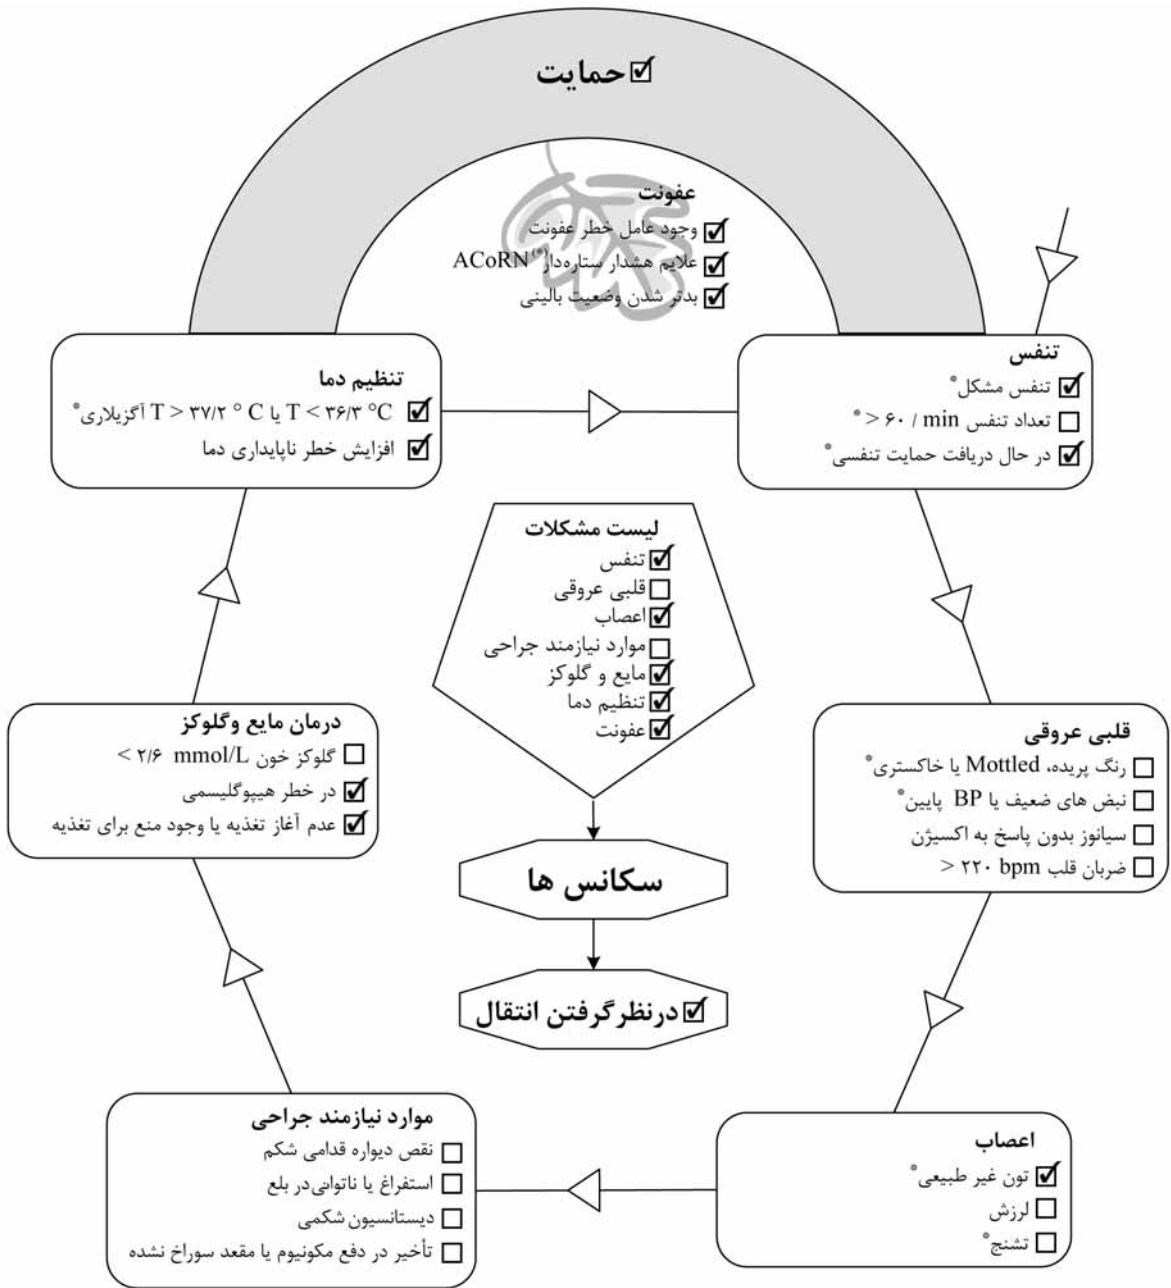 ☑ حمایت
عفونت
☑ وجود عامل خطر عفونت
☑ علایم هشدار ستاره‌دار(*) ACoRN
☑ بدتر شدن وضعیت بالینی
تنفس
☑ تنفس مشکل*
☐ تعداد تنفس ۶۰ / min < *
☑ در حال دریافت حمایت تنفسی*
تنظیم دما
☑ T < ۳۶/۳ °C یا T > ۳۷/۲ ° C آگزیلاری*
☑ افزایش خطر ناپایداری دما
لیست مشکلات
☑ تنفس
☐ قلبی عروقی
☑ اعصاب
☐ موارد نیازمند جراحی
☑ مایع و گلوکز
☑ تنظیم دما
☑ عفونت
قلبی عروقی
☐ رنگ پریده، Mottled یا خاکستری*
☐ نبض های ضعیف یا BP پایین*
☐ سیانوز بدون پاسخ به اکسیژن
☐ ضربان قلب ۲۲۰ bpm <
درمان مایع وگلوکز
☐ گلوکز خون ۲/۶ mmol/L >
☑ در خطر هیپوگلیسمی
☑ عدم آغاز تغذیه یا وجود منع برای تغذیه
سکانس ها
☑ درنظرگرفتن انتقال
اعصاب
☑ تون غیر طبیعی*
☐ لرزش
☐ تشنج*
موارد نیازمند جراحی
☐ نقص دیواره قدامی شکم
☐ استفراغ یا ناتوانی در بلع
☐ دیستانسیون شکمی
☐ تأخیر در دفع مکونیوم یا مقعد سوراخ نشده